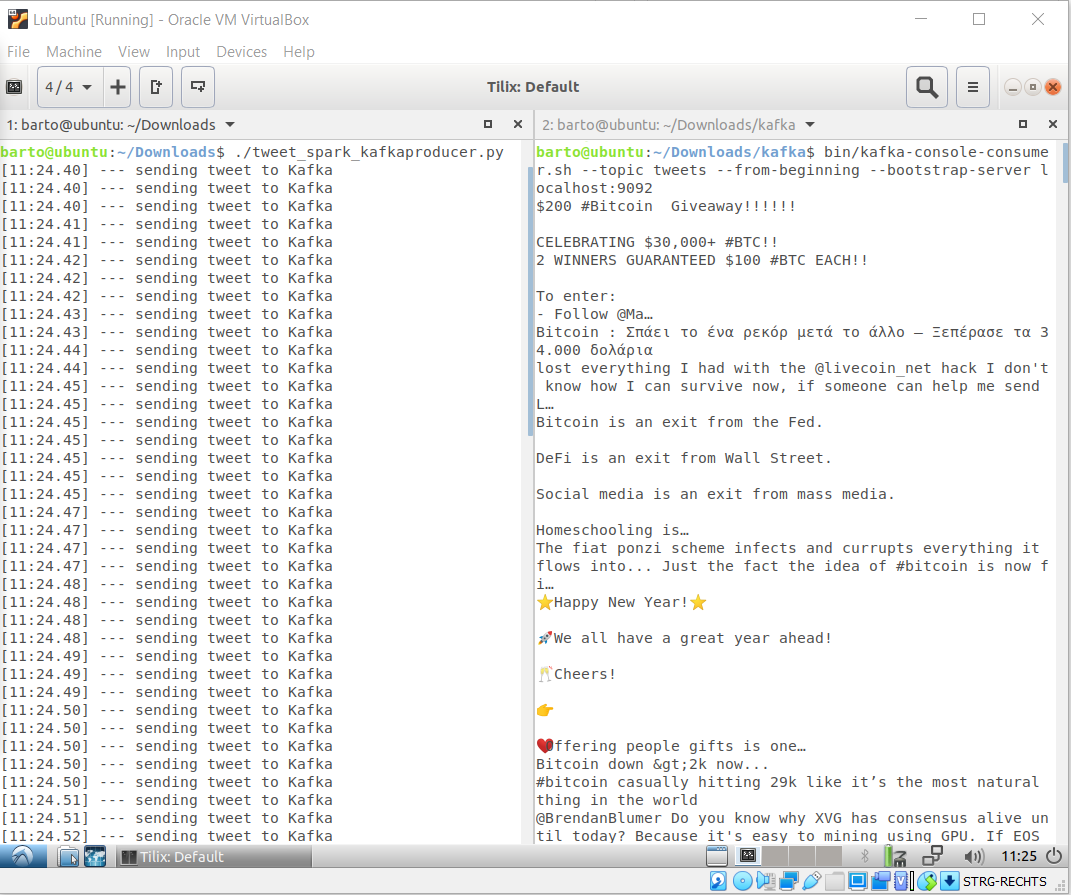 Lubuntu [Running] - Oracle VM VirtualBox
File Machine View Input Devices Help
4 / 4
Tilix: Default
1: barto@ubuntu: ~/Downloads
barto@ubuntu:~/Downloads$ ./tweet_spark_kafkaproducer.py
[11:24.40] --- sending tweet to Kafka
[11:24.40] --- sending tweet to Kafka
[11:24.40] --- sending tweet to Kafka
[11:24.41] --- sending tweet to Kafka
[11:24.41] --- sending tweet to Kafka
[11:24.42] --- sending tweet to Kafka
[11:24.42] --- sending tweet to Kafka
[11:24.42] --- sending tweet to Kafka
[11:24.43] --- sending tweet to Kafka
[11:24.43] --- sending tweet to Kafka
[11:24.44] --- sending tweet to Kafka
[11:24.44] --- sending tweet to Kafka
[11:24.45] --- sending tweet to Kafka
[11:24.45] --- sending tweet to Kafka
[11:24.45] --- sending tweet to Kafka
[11:24.45] --- sending tweet to Kafka
[11:24.45] --- sending tweet to Kafka
[11:24.45] --- sending tweet to Kafka
[11:24.45] --- sending tweet to Kafka
[11:24.47] --- sending tweet to Kafka
[11:24.47] --- sending tweet to Kafka
[11:24.47] --- sending tweet to Kafka
[11:24.47] --- sending tweet to Kafka
[11:24.48] --- sending tweet to Kafka
[11:24.48] --- sending tweet to Kafka
[11:24.48] --- sending tweet to Kafka
[11:24.48] --- sending tweet to Kafka
[11:24.49] --- sending tweet to Kafka
[11:24.49] --- sending tweet to Kafka
[11:24.49] --- sending tweet to Kafka
[11:24.50] --- sending tweet to Kafka
[11:24.50] --- sending tweet to Kafka
[11:24.50] --- sending tweet to Kafka
[11:24.50] --- sending tweet to Kafka
[11:24.50] --- sending tweet to Kafka
[11:24.51] --- sending tweet to Kafka
[11:24.51] --- sending tweet to Kafka
[11:24.52] --- sending tweet to Kafka
2: barto@ubuntu: ~/Downloads/kafka
barto@ubuntu:~/Downloads/kafka$ bin/kafka-console-consume
r.sh --topic tweets --from-beginning --bootstrap-server l
ocalhost:9092
$200 #Bitcoin  Giveaway!!!!!!
CELEBRATING $30,000+ #BTC!!
2 WINNERS GUARANTEED $100 #BTC EACH!!
To enter:
- Follow @Ma…
Bitcoin : Σπάει το ένα ρεκόρ μετά το άλλο – Ξεπέρασε τα 3
4.000 δολάρια
lost everything I had with the @livecoin_net hack I don't
know how I can survive now, if someone can help me send
L…
Bitcoin is an exit from the Fed.
DeFi is an exit from Wall Street.
Social media is an exit from mass media.
Homeschooling is…
The fiat ponzi scheme infects and currupts everything it
flows into... Just the fact the idea of #bitcoin is now f
i…
⭐Happy New Year!⭐
🚀We all have a great year ahead!
🥂Cheers!
👉
❤️Offering people gifts is one…
Bitcoin down &gt;2k now...
#bitcoin casually hitting 29k like it’s the most natural
thing in the world
@BrendanBlumer Do you know why XVG has consensus alive un
til today? Because it's easy to mining using GPU. If EOS
Tilix: Default
11:25
STRG-RECHTS